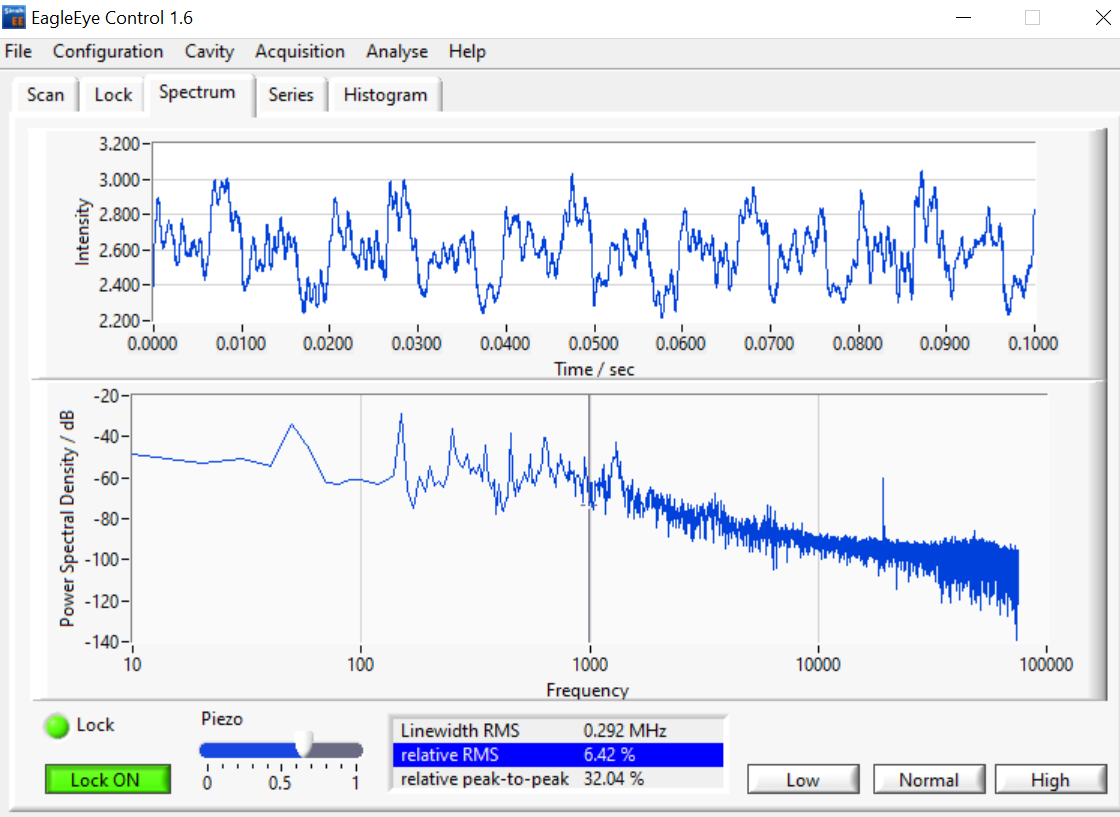 EagleEye Control 1.6
File Configuration Cavity Acquisition Analyse Help
Scan Lock Spectrum Series Histogram
3.200
3.000
2.800
2.600
2.400
2.200
Intensity
0.0000 0.0100 0.0200 0.0300 0.0400 0.0500 0.0600 0.0700 0.0800 0.0900 0.1000
Time / sec
-20
-40
-60
-80
-100
-120
-140
Power Spectral Density / dB
10 100 1000 10000 100000
Frequency
Lock
Lock ON
Piezo
0 0.5 1
Linewidth RMS 0.292 MHz
relative RMS 6.42 %
relative peak-to-peak 32.04 %
Low Normal High